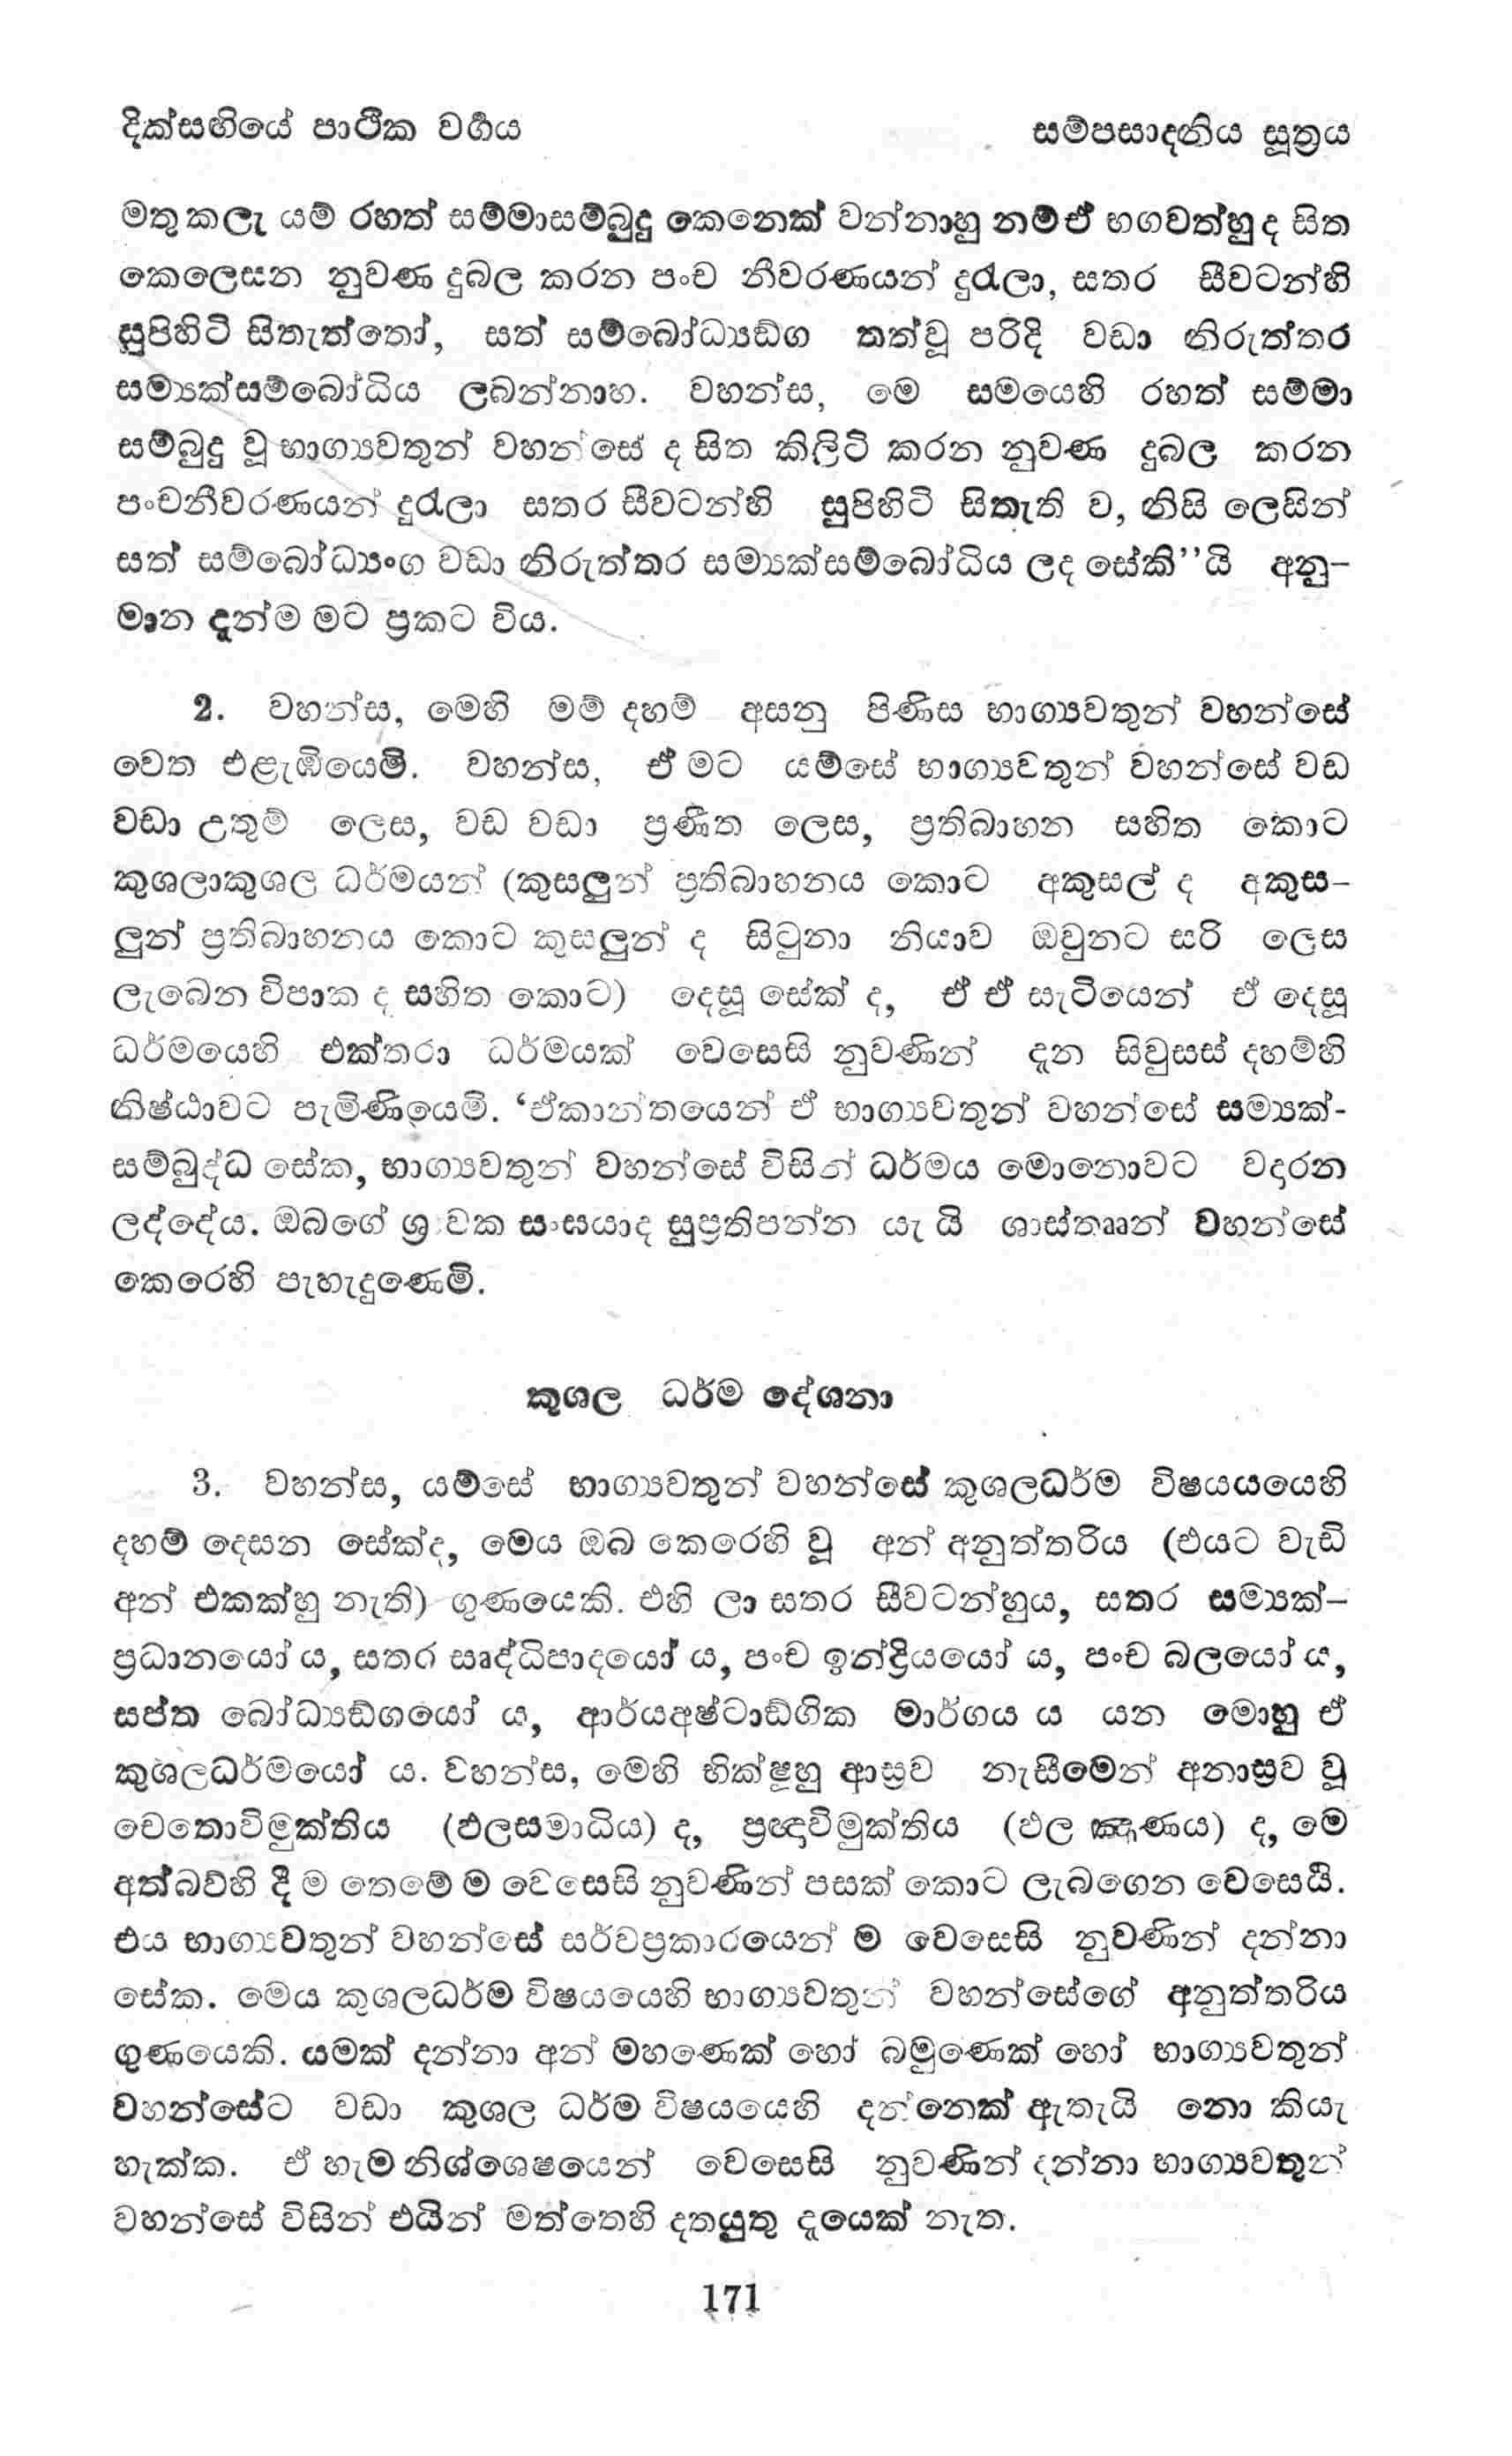 දික්සඟියේ පාථික වර්‍ගය
සම්පසාදනිය සූත්‍රය
මතු කලැ යම් රහත් සම්මාසම්බුදු කෙනෙක් වන්නාහු නම් ඒ භගවත්හු ද සිත
කෙලෙසන නුවණ දුබල කරන පංච නීවරණයන් දුරැලා, සතර සීවටන්හි
සුපිහිටි සිතැත්තෝ, සත් සම්බෝධ්‍යඞ්ග තත්වූ පරිදි වඩා නිරුත්තර
සම්‍යක්සම්බෝධිය ලබන්නාහ. වහන්ස, මෙ සමයෙහි රහත් සම්මා
සම්බුදු වූ භාග්‍යවතුන් වහන්සේ ද සිත කිලිටි කරන නුවණ දුබල කරන
පංචනීවරණයන් දුරැලා සතර සීවටන්හි සුපිහිටි සිතැති ව, නිසි ලෙසින්
සත් සම්බෝධ්‍යංග වඩා නිරුත්තර සම්‍යක්සම්බෝධිය ලද සේකි’’යි අනු–
මාන දැන්ම මට ප්‍රකට විය.
2. වහන්ස, මෙහි මම් දහම් අසනු පිණිස භාග්‍යවතුන් වහන්සේ
වෙත එළැඹියෙමි. වහන්ස, ඒ මට යම්සේ භාග්‍යවතුන් වහන්සේ වඩ
වඩා උතුම් ලෙස, වඩ වඩා ප්‍රණීත ලෙස, ප්‍රතිබාහන සහිත කොට
කුශලාකුශල ධර්මයන් (කුසලුන් ප්‍රතිබාහනය කොට අකුසල් ද අකුස–
ලුන් ප්‍රතිබාහනය කොට කුසලුන් ද සිටුනා නියාව ඔවුනට සරි ලෙස
ලැබෙන විපාක ද සහිත කොට) දෙසූ සේක් ද, ඒ ඒ සැටියෙන් ඒ දෙසූ
ධර්මයෙහි එක්තරා ධර්මයක් වෙසෙසි නුවණින් දැන සිවුසස් දහම්හි
නිෂ්ඨාවට පැමිණියෙමි. ‘ඒකාන්තයෙන් ඒ භාග්‍යවතුන් වහන්සේ සම්‍යක්-
සම්බුද්ධ සේක, භාග්‍යවතුන් වහන්සේ විසින් ධර්මය මොනොවට වදාරන
ලද්දේය. ඔබගේ ශ්‍රාවක සංඝයාද සුප්‍රතිපන්න යැ යි ශාස්තෲන් වහන්සේ
කෙරෙහි පැහැදුණෙමි.
කුශල ධර්ම දේශනා
3. වහන්ස, යම්සේ භාග්‍යවතුන් වහන්සේ කුශලධර්ම විෂයයයෙහි
දහම් දෙසන සේක්ද, මෙය ඔබ කෙරෙහි වූ අන් අනුත්තරිය (එයට වැඩි
අන් එකක්හු නැති) ගුණයෙකි. එහි ලා සතර සීවටන්හුය, සතර සම්‍යක්–
ප්‍රධානයෝ ය, සතර සෘද්ධිපාදයෝ ය, පංච ඉන්ද්‍රියයෝ ය, පංච බලයෝ ය,
සප්ත බෝධ්‍යඞ්ගයෝ ය, ආර්යඅෂ්ටාඞ්ගික මාර්ගය ය යන මොහු ඒ
කුශලධර්මයෝ ය. වහන්ස, මෙහි භික්ෂූහු ආස්‍රව නැසීමෙන් අනාස්‍රව වූ
චෙතොවිමුක්තිය (ඵලසමාධිය) ද, ප්‍රඥාවිමුක්තිය (ඵල ඤාණය) ද, මෙ
අත්බව්හි දී ම තෙමේ ම වෙසෙසි නුවණින් පසක් කොට ලැබගෙන වෙසෙයි.
එය භාග්‍යවතුන් වහන්සේ සර්වප්‍රකාරයෙන් ම වෙසෙසි නුවණින් දන්නා
සේක. මෙය කුශලධර්ම විෂයයෙහි භාග්‍යවතුන් වහන්සේගේ අනුත්තරිය
ගුණයෙකි. යමක් දන්නා අන් මහණෙක් හෝ බමුණෙක් හෝ භාග්‍යවතුන්
වහන්සේට වඩා කුශල ධර්ම විෂයයෙහි දන්නෙක් ඇතැයි නො කියැ
හැක්ක. ඒ හැම නිශ්ශෙෂයෙන් වෙසෙසි නුවණින් දන්නා භාග්‍යවතුන්
වහන්සේ විසින් එයින් මත්තෙහි දතයුතු දැයෙක් නැත.
171